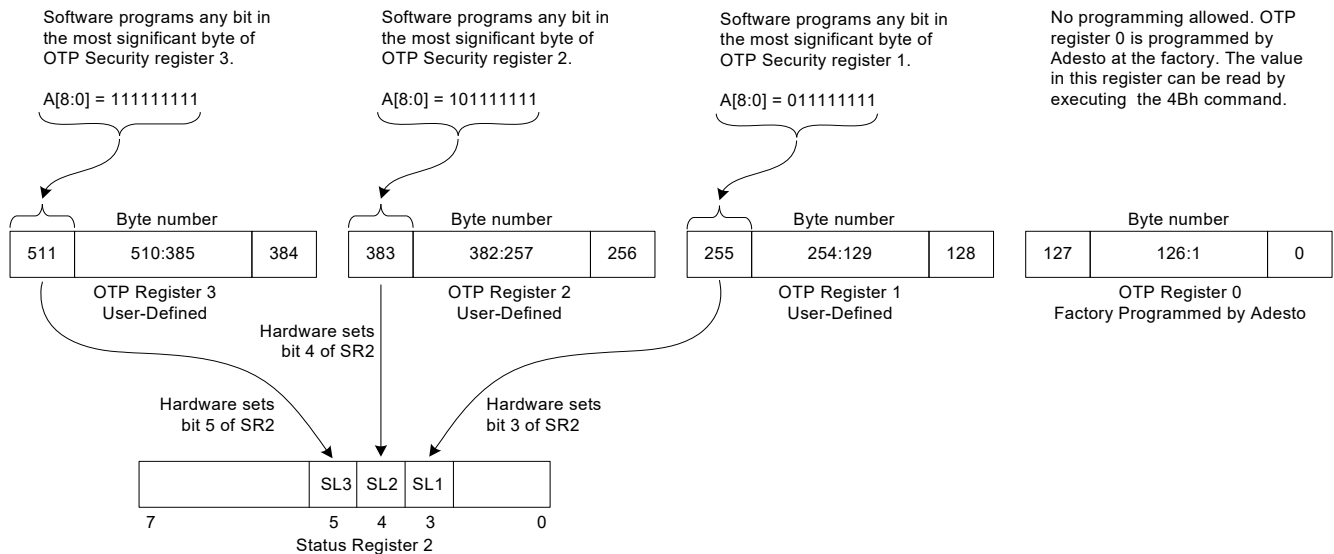 Software programs any bit in
the most significant byte of
OTP Security register 3.
A[8:0] = 111111111
Software programs any bit in
the most significant byte of
OTP Security register 2.
A[8:0] = 101111111
Software programs any bit in
the most significant byte of
OTP Security register 1.
A[8:0] = 011111111
No programming allowed. OTP
register 0 is programmed by
Adesto at the factory. The value
in this register can be read by
executing the 4Bh command.
Byte number
511 510:385 384
OTP Register 3
User-Defined
Byte number
383 382:257 256
OTP Register 2
User-Defined
Byte number
255 254:129 128
OTP Register 1
User-Defined
Byte number
127 126:1 0
OTP Register 0
Factory Programmed by Adesto
Hardware sets
bit 4 of SR2
Hardware sets
bit 5 of SR2
Hardware sets
bit 3 of SR2
SL3 SL2 SL1
7 5 4 3 0
Status Register 2